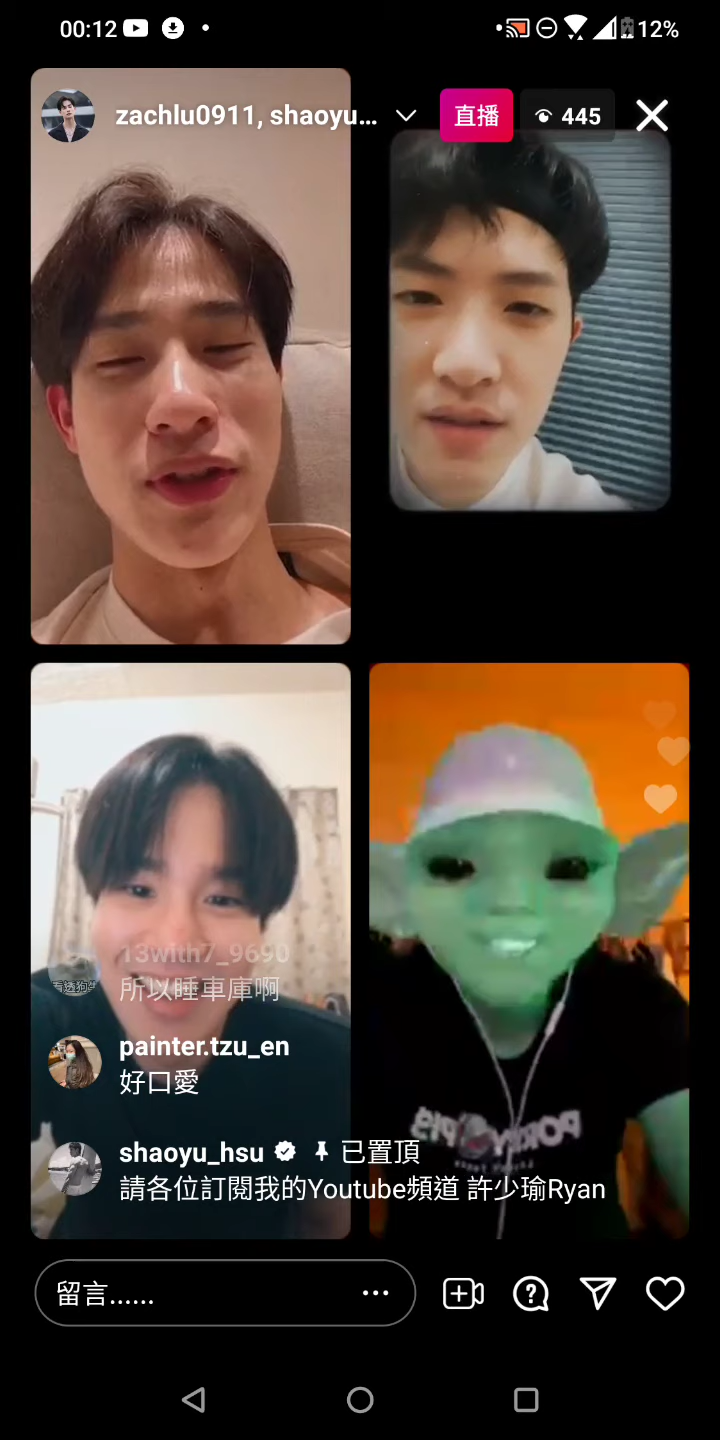 00:12
12%
zachlu0911, shaoyu...
直播
445
13with7_9690
所以睡車庫啊
painter.tzu_en
好口愛
shaoyu_hsu 已置頂
請各位訂閱我的Youtube頻道 許少瑜Ryan
留言......